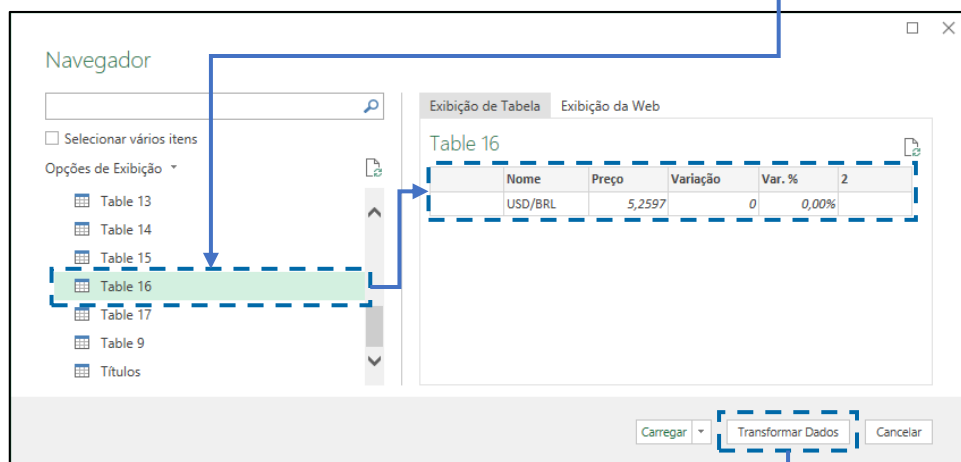 Navegador
Selecionar vários itens
Opções de Exibição
Table 13
Table 14
Table 15
Table 16
Table 17
Table 9
Títulos
Exibição de Tabela Exibição da Web
Table 16
Nome Preço Variação Var. % 2
USD/BRL 5,2597 0 0,00%
Carregar Transformar Dados Cancelar